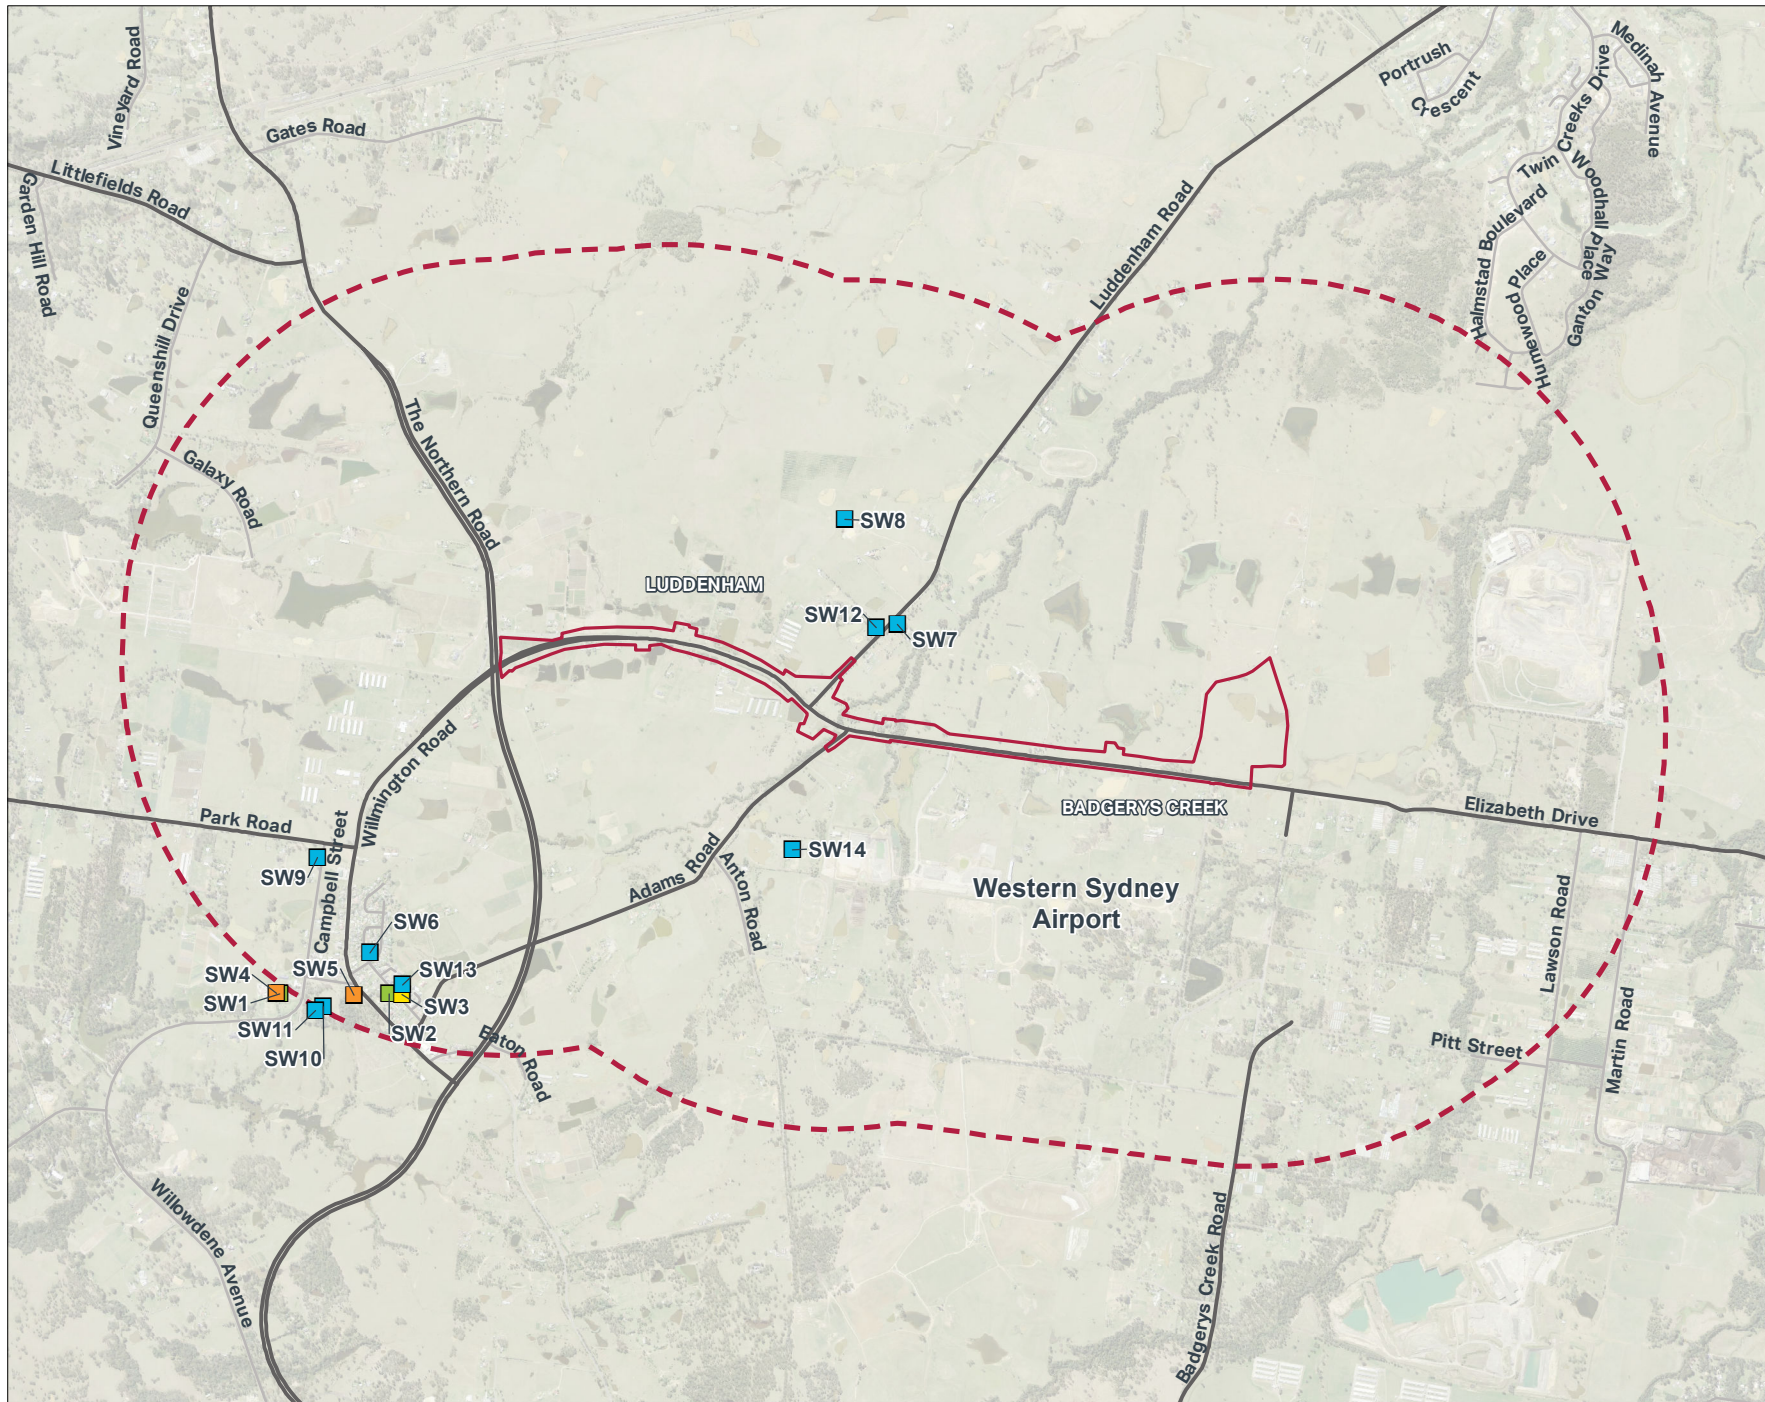 Vineyard Road
Gates Road
Littlefields Road
Garden Hill Road
Queenshill Drive
Galaxy Road
The Northern Road
Luddenham Road
Portrush
Crescent
Medinah Avenue
Twin Creeks Drive
Woodhall Place
Halmstad Boulevard
Humewood Place
Ganton Way
SW8
LUDDENHAM
SW12
SW7
Willmington Road
Park Road
Campbell Street
SW9
SW14
Adams Road
Anton Road
BADGERYS CREEK
Elizabeth Drive
Western Sydney
Airport
Lawson Road
Martin Road
Pitt Street
SW6
SW5
SW13
SW4
SW1
SW3
SW11
SW2
SW10
Eaton Road
Willowdene Avenue
Badgerys Creek Road